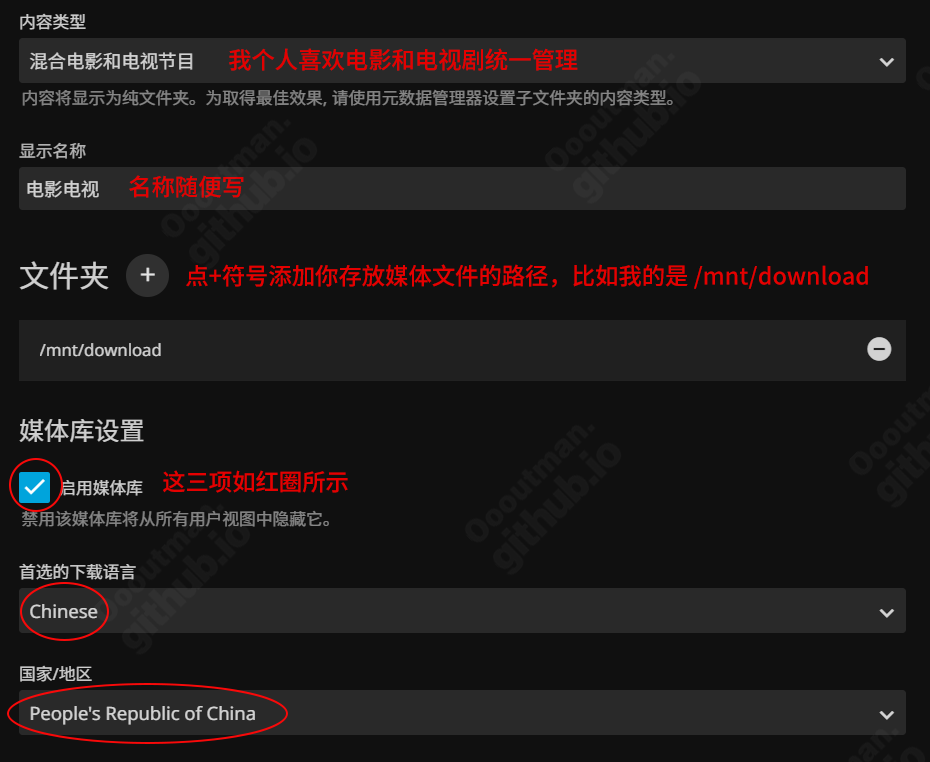 内容类型
混合电影和电视节目 我个人喜欢电影和电视剧统一管理
内容将显示为纯文件夹。为取得最佳效果, 请使用元数据管理器设置子文件夹的内容类型。
显示名称
电影电视 名称随便写
文件夹 + 点+符号添加你存放媒体文件的路径，比如我的是 /mnt/download
/mnt/download
媒体库设置
启用媒体库 这三项如红圈所示
禁用该媒体库将从所有用户视图中隐藏它。
首选的下载语言
Chinese
国家/地区
People's Republic of China
Oooutman.
github.io
Oooutman.
github.io
Oooutman.
github.io